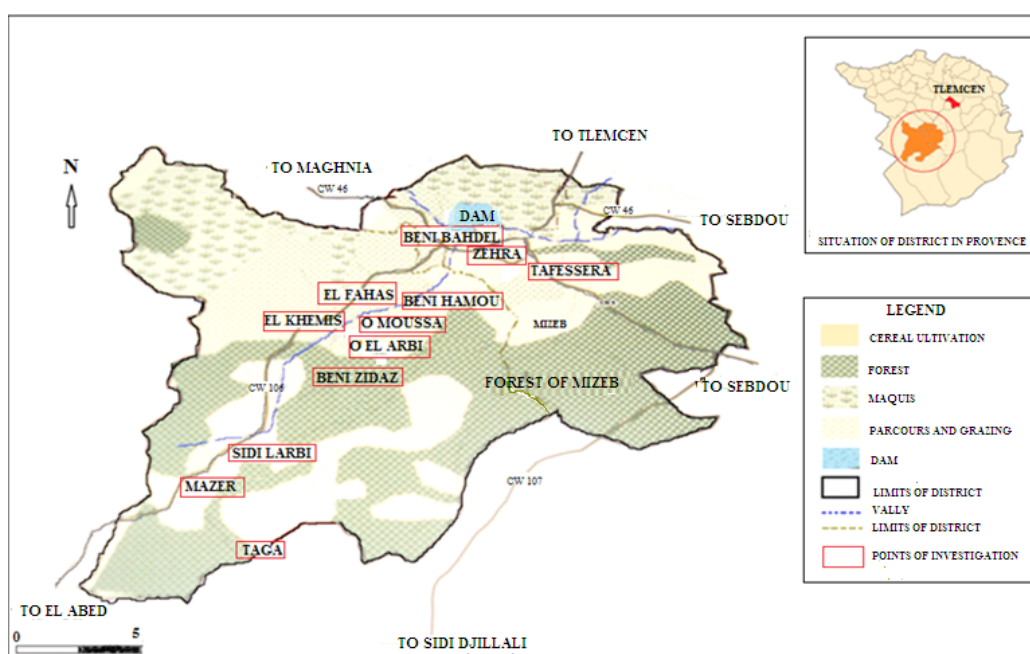 TLEMCEN
SITUATION OF DISTRICT IN PROVENCE
N
TO TLEMCEN
TO MAGHNIA
CW 46
CW 46
TO SEBDOU
DAM
BENI BAHDEL
ZEHRA
TAFESSERA
EL FAHAS
BENI HAMOU
EL KHEMIS
O MOUSSA
MIZEB
O EL ARBI
BENI ZIDAZ
FOREST OF MIZEB
TO SEBDOU
CW 106
SIDI LARBI
MAZER
CW 107
TAGA
TO EL ABED
TO SIDI DJILLALI
0 5
LEGEND
CEREAL ULTIVATION
FOREST
MAQUIS
PARCOURS AND GRAZING
DAM
LIMITS OF DISTRICT
VALLY
LIMITS OF DISTRICT
POINTS OF INVESTIGATION